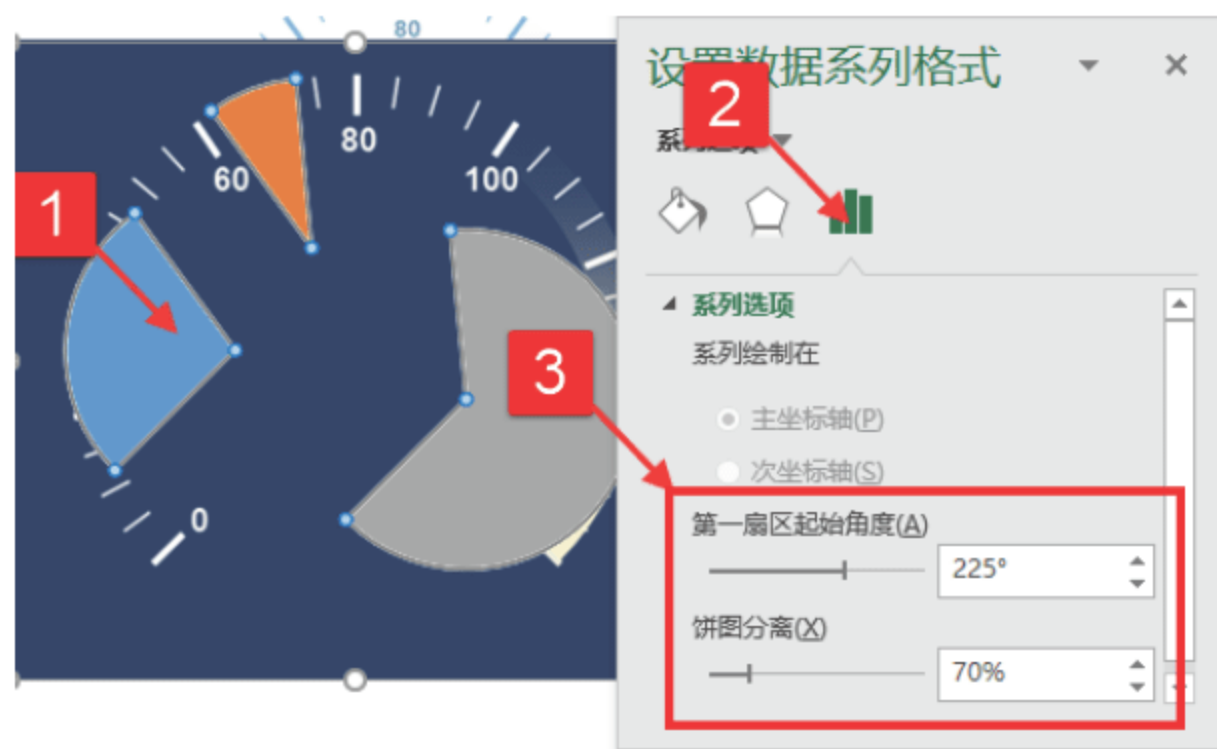 80
设置数据系列格式
2
系列选项
80
60
100
1
系列选项
系列绘制在
3
主坐标轴(P)
次坐标轴(S)
0
第一扇区起始角度(A)
225°
饼图分离(X)
70%